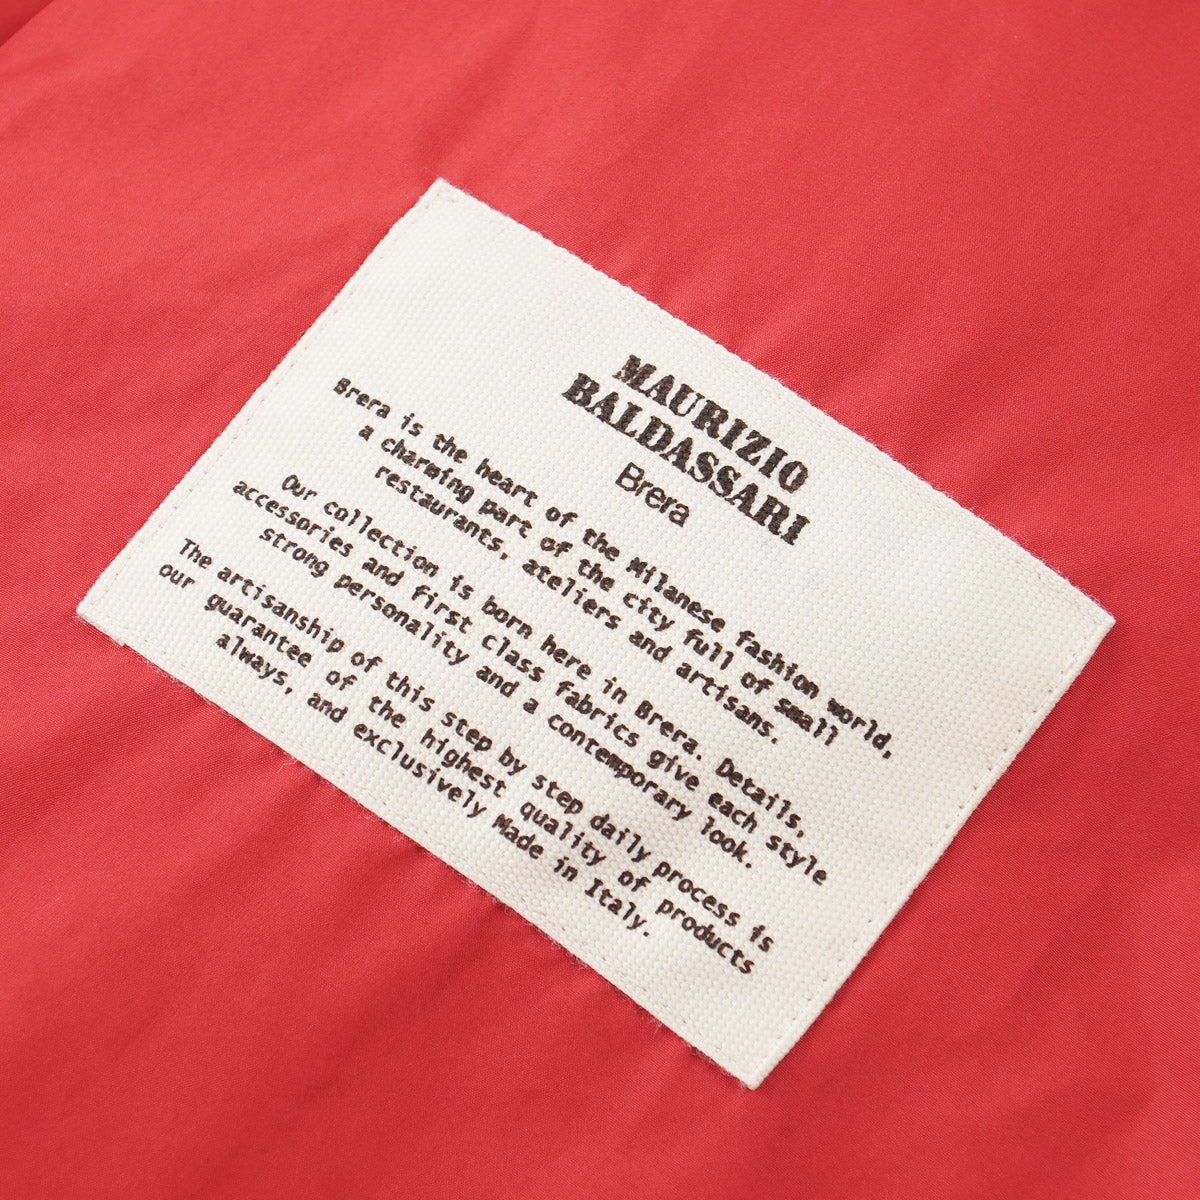 MAURIZIO
BALDASSARI
Brera
Brera is the heart of the Milanese fashion world,
a charming part of the city full of small
restaurants, ateliers and artisans.
Our collection is born here in Brera. Details,
accessories and first class fabrics give each style
strong personality and a contemporary look.
The artisanship of this step by step daily process is
our guarantee of the highest quality of products
always, and exclusively Made in Italy.